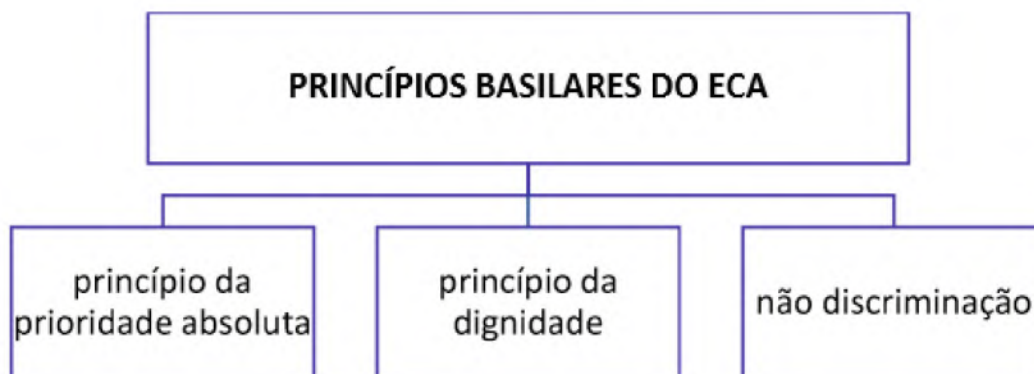 PRINCÍPIOS BASILARES DO ECA
princípio da
prioridade absoluta
princípio da
dignidade
não discriminação